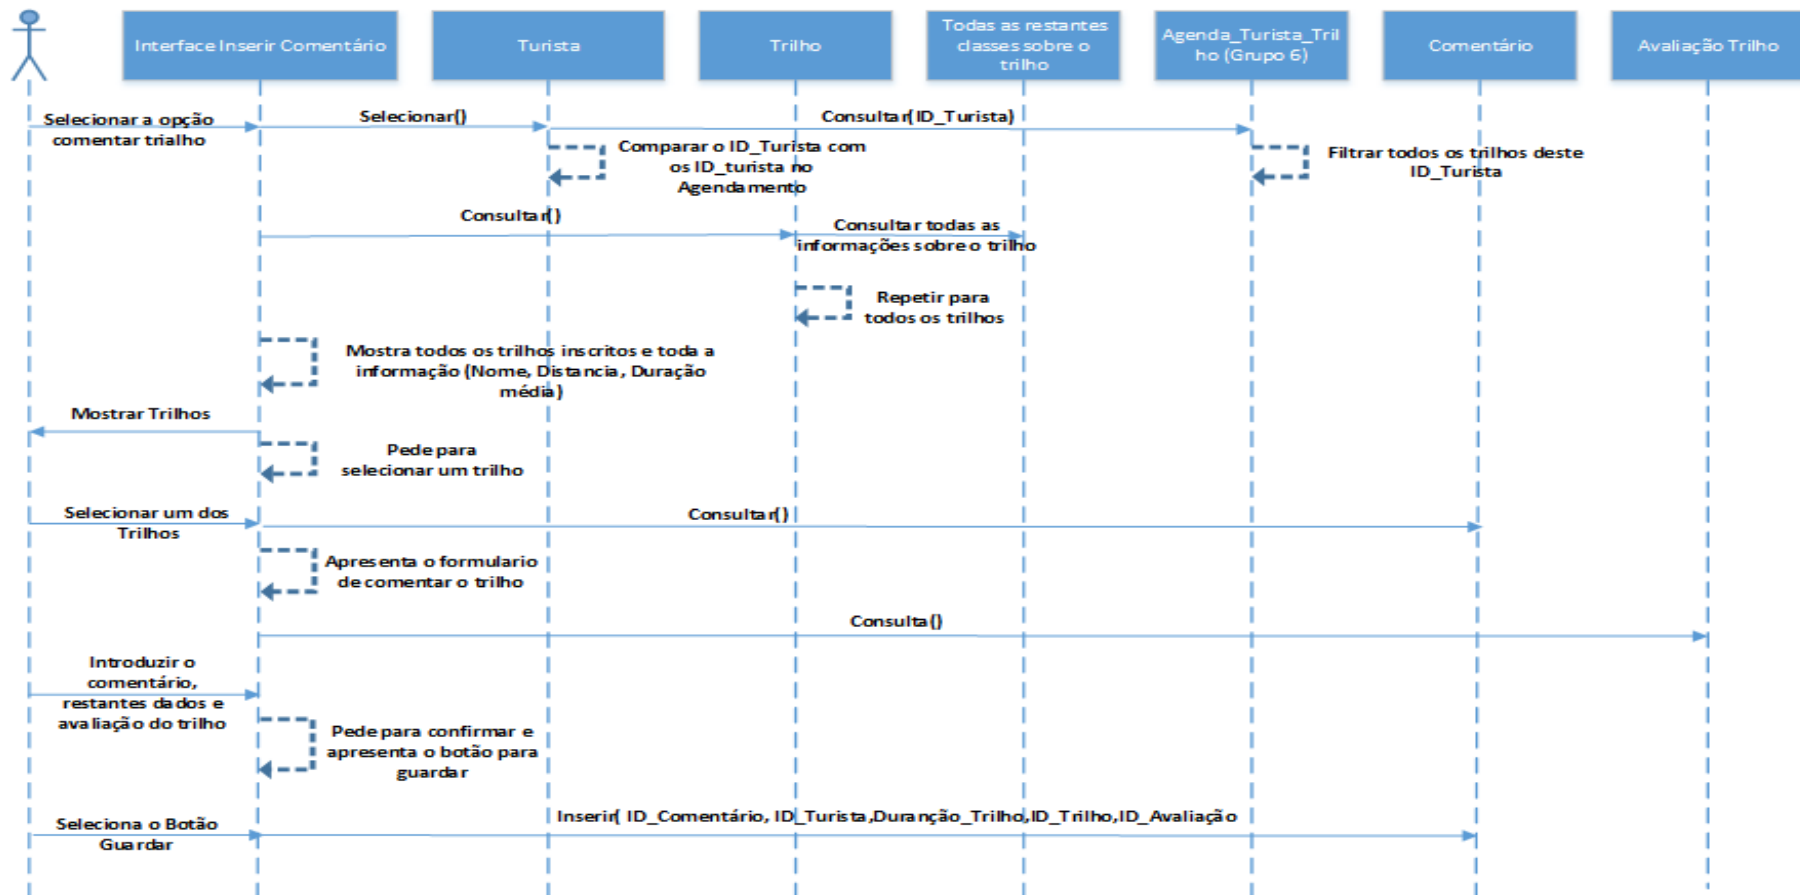 Interface Inserir Comentário
Turista
Trilho
Todas as restantes
classes sobre o
trilho
Agenda_Turista_Tril
ho (Grupo 6)
Comentário
Avaliação Trilho
Selecionar a opção
comentar trialho
Selecionar()
Consultar(ID_Turista)
Comparar o ID_Turista com
os ID_turista no
Agendamento
Filtrar todos os trilhos deste
ID_Turista
Consultar()
Consultar todas as
informações sobre o trilho
Repetir para
todos os trilhos
Mostra todos os trilhos inscritos e toda a
informação (Nome, Distancia, Duração
média)
Mostrar Trilhos
Pede para
selecionar um trilho
Selecionar um dos
Trilhos
Consultar()
Apresenta o formulario
de comentar o trilho
Consulta()
Introduzir o
comentário,
restantes dados e
avaliação do trilho
Pede para confirmar e
apresenta o botão para
guardar
Seleciona o Botão
Guardar
Inserir( ID_Comentário, ID_Turista,Duranção_Trilho,ID_Trilho,ID_Avaliação